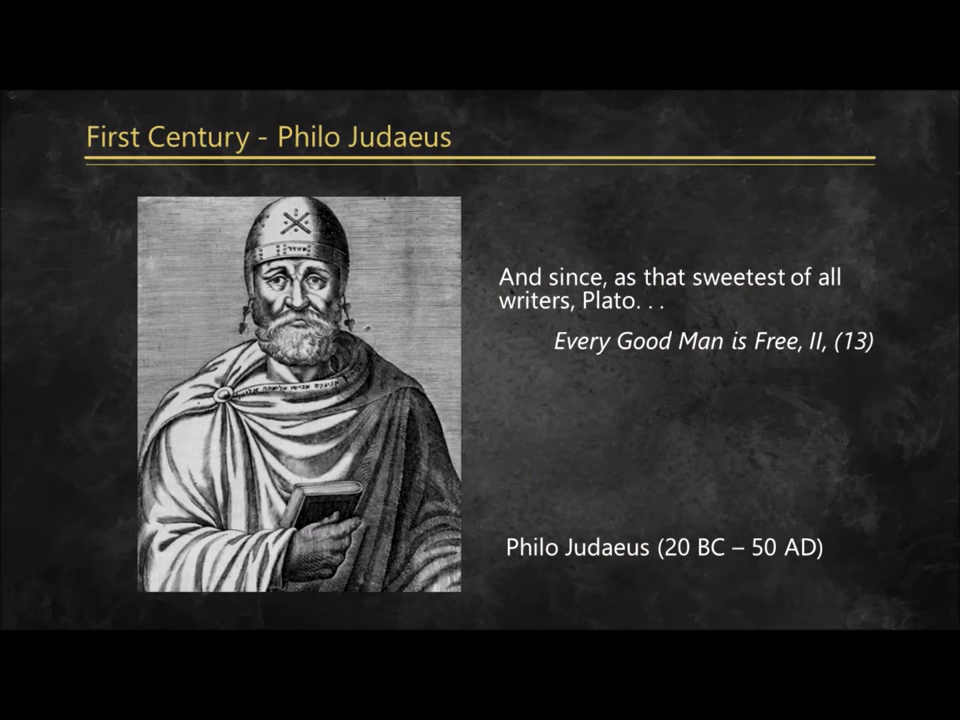 First Century - Philo Judaeus
And since, as that sweetest of all
writers, Plato. . .
Every Good Man is Free, II, (13)
Philo Judaeus (20 BC – 50 AD)